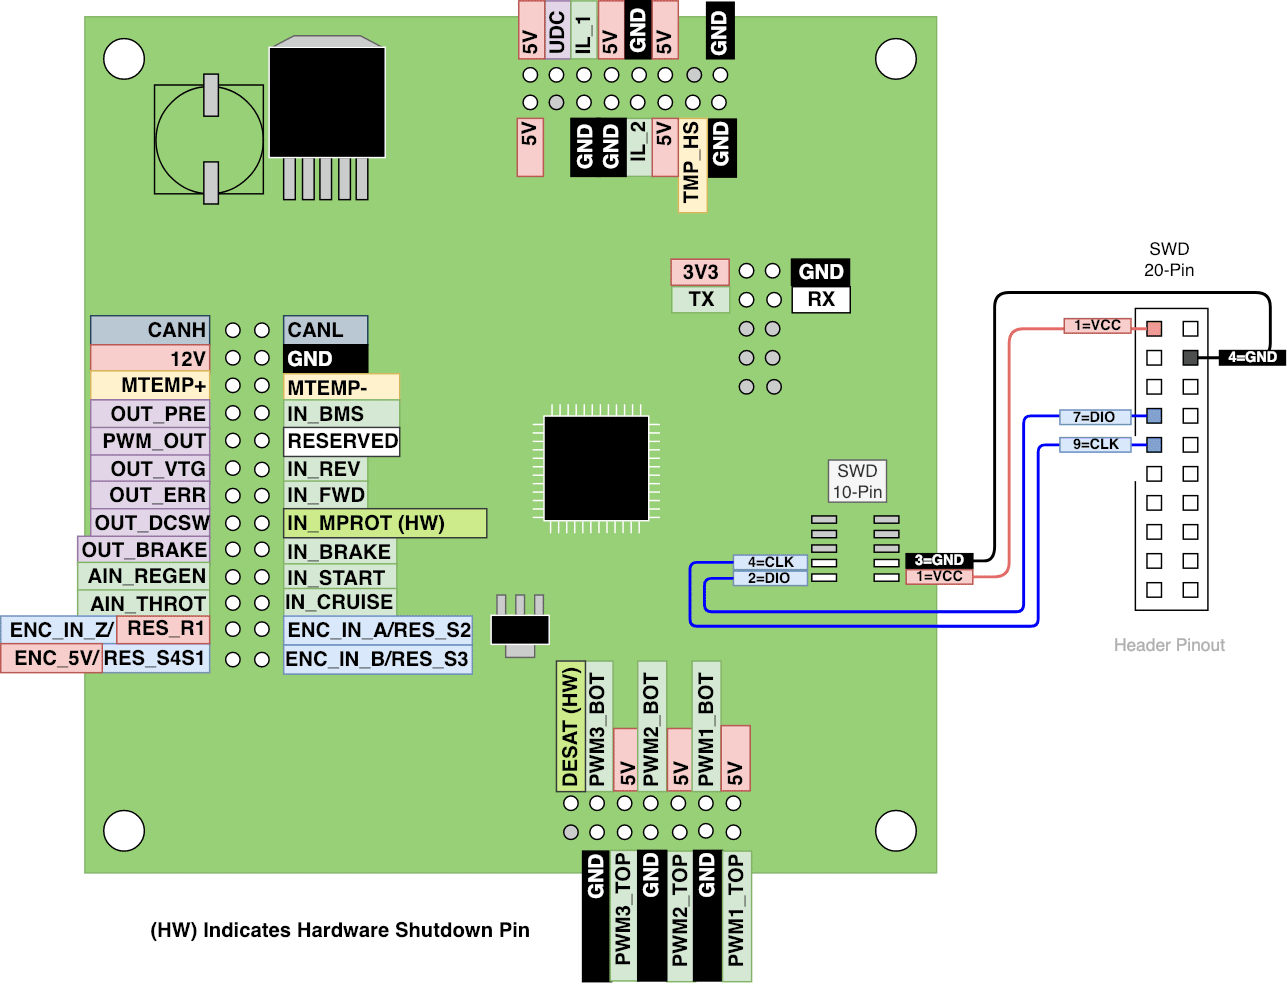 5V
UDC
IL_1
5V
GND
5V
GND
5V
GND
GND
IL_2
5V
TMP_HS
GND
3V3
GND
TX
RX
SWD
20-Pin
1=VCC
4=GND
7=DIO
9=CLK
CANH
CANL
12V
GND
MTEMP+
MTEMP-
OUT_PRE
IN_BMS
PWM_OUT
RESERVED
OUT_VTG
IN_REV
OUT_ERR
IN_FWD
OUT_DCSW
IN_MPROT (HW)
OUT_BRAKE
IN_BRAKE
AIN_REGEN
IN_START
AIN_THROT
IN_CRUISE
ENC_IN_Z/
RES_R1
ENC_IN_A/RES_S2
ENC_5V/
RES_S4S1
ENC_IN_B/RES_S3
SWD
10-Pin
4=CLK
3=GND
2=DIO
1=VCC
Header Pinout
DESAT (HW)
PWM3_BOT
5V
PWM2_BOT
5V
PWM1_BOT
5V
GND
PWM3_TOP
GND
PWM2_TOP
GND
PWM1_TOP
(HW) Indicates Hardware Shutdown Pin